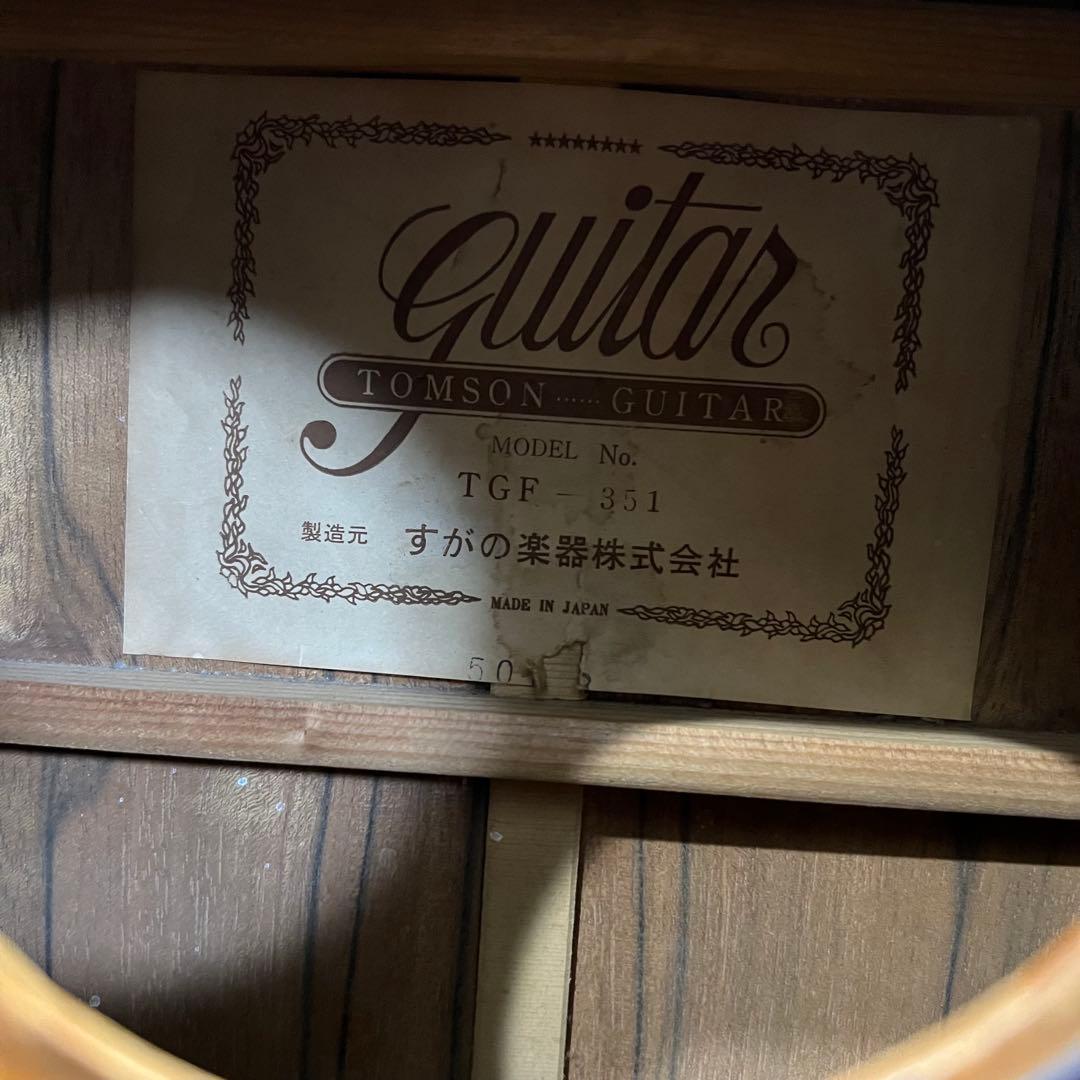 ★★★★★★★★
guitar
TOMSON …… GUITAR
MODEL No.
TGF - 351
製造元 すがの楽器株式会社
MADE IN JAPAN
50